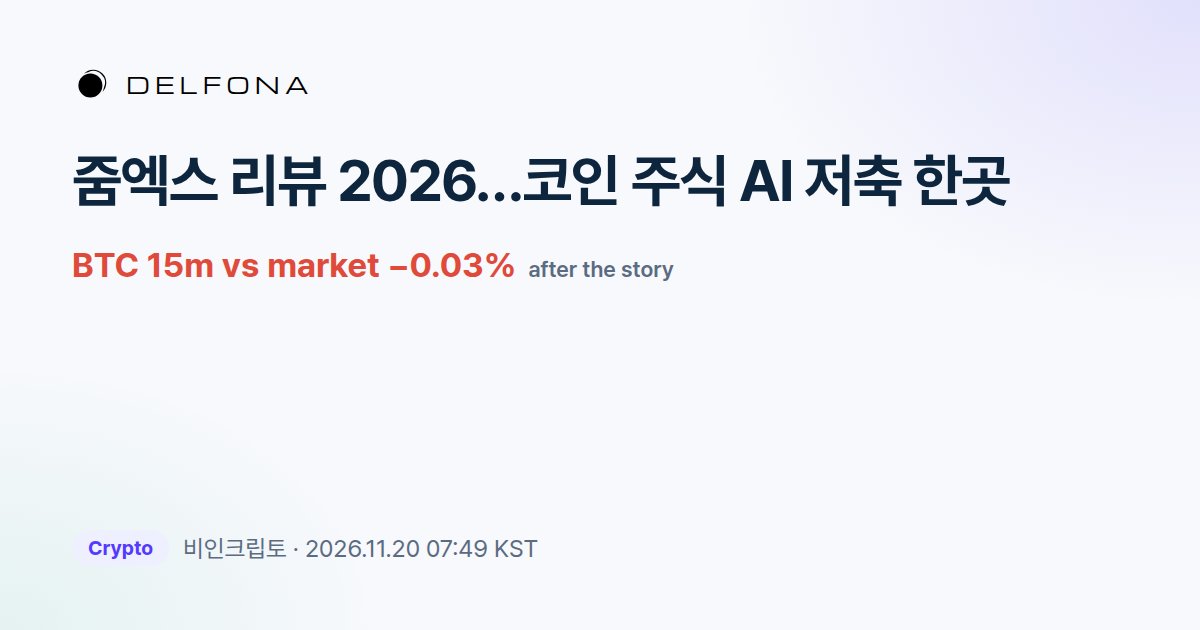 DELFONA
줌엑스 리뷰 2026…코인 주식 AI 저축 한곳
BTC 15m vs market −0.03% after the story
Crypto 비인크립토 · 2026.11.20 07:49 KST